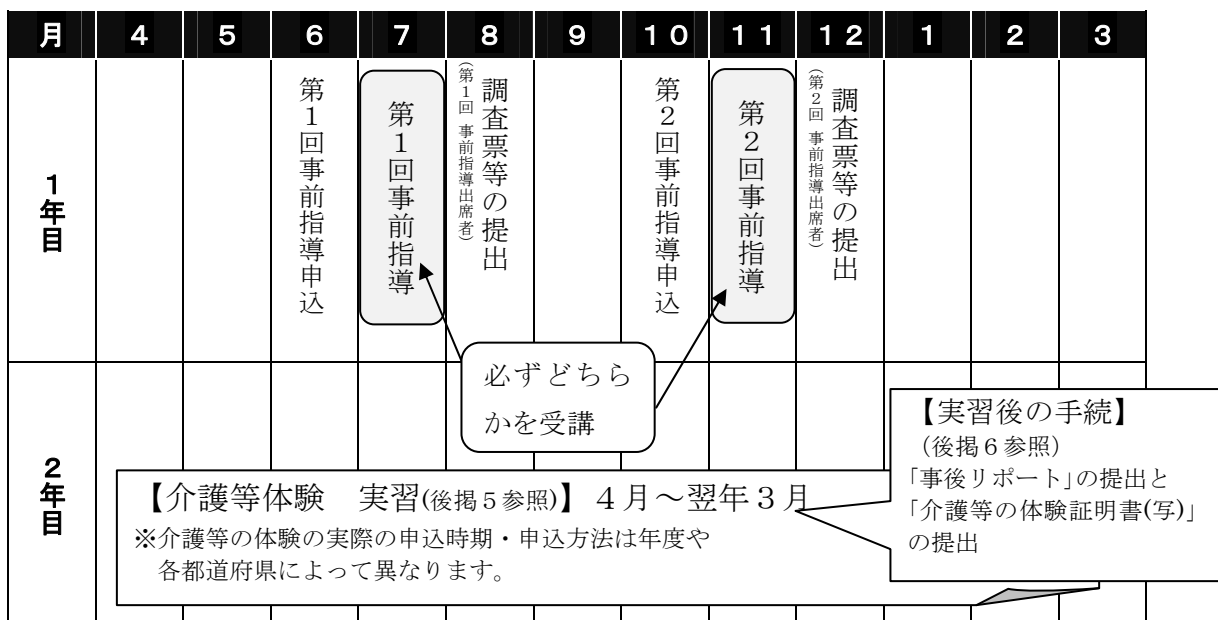 月 4 5 6 7 8 9 10 11 12 1 2 3
1年目
第1回事前指導申込
第1回事前指導
調査票等の提出
(第1回 事前指導出席者)
第2回事前指導申込
第2回事前指導
調査票等の提出
(第2回 事前指導出席者)
必ずどちら
かを受講
2年目
【介護等体験 実習(後掲5参照)】4月~翌年3月
※介護等の体験の実際の申込時期・申込方法は年度や
各都道府県によって異なります。
【実習後の手続】
(後掲6参照)
「事後リポート」の提出と
「介護等の体験証明書(写)」
の提出